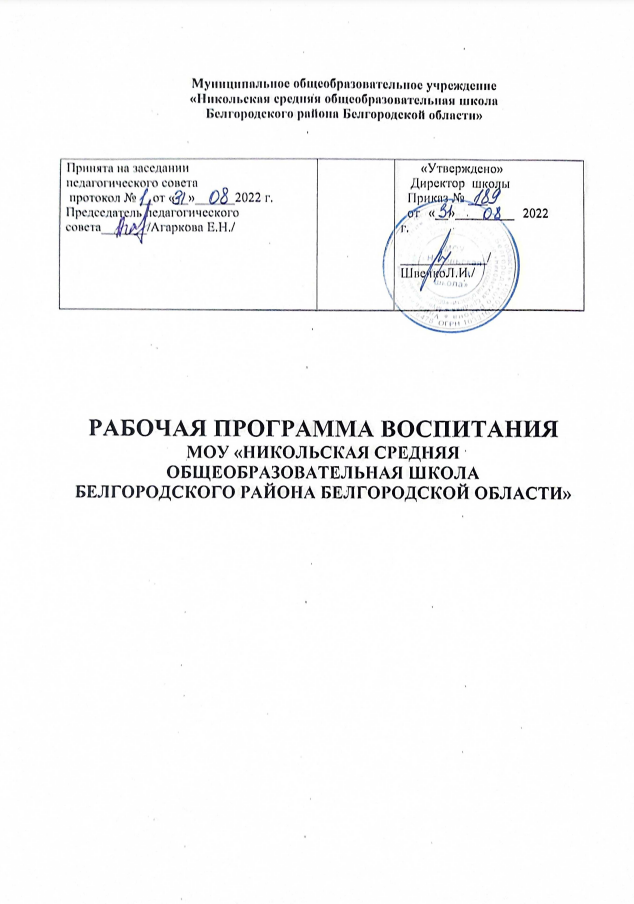 Муниципальное общеобразовательное учреждение
«Никольская средняя общеобразовательная школа
Белгородского района Белгородской области»
Принята на заседании
педагогического совета
протокол № 1 от «31» 08 2022 г.
Председатель педагогического
совета /Агаркова Е.Н./
«Утверждено»
Директор школы
Приказ № 189
от «31» 08 2022
г.
/
Л.И./
РАБОЧАЯ ПРОГРАММА ВОСПИТАНИЯ
МОУ «НИКОЛЬСКАЯ СРЕДНЯЯ
ОБЩЕОБРАЗОВАТЕЛЬНАЯ ШКОЛА
БЕЛГОРОДСКОГО РАЙОНА БЕЛГОРОДСКОЙ ОБЛАСТИ»